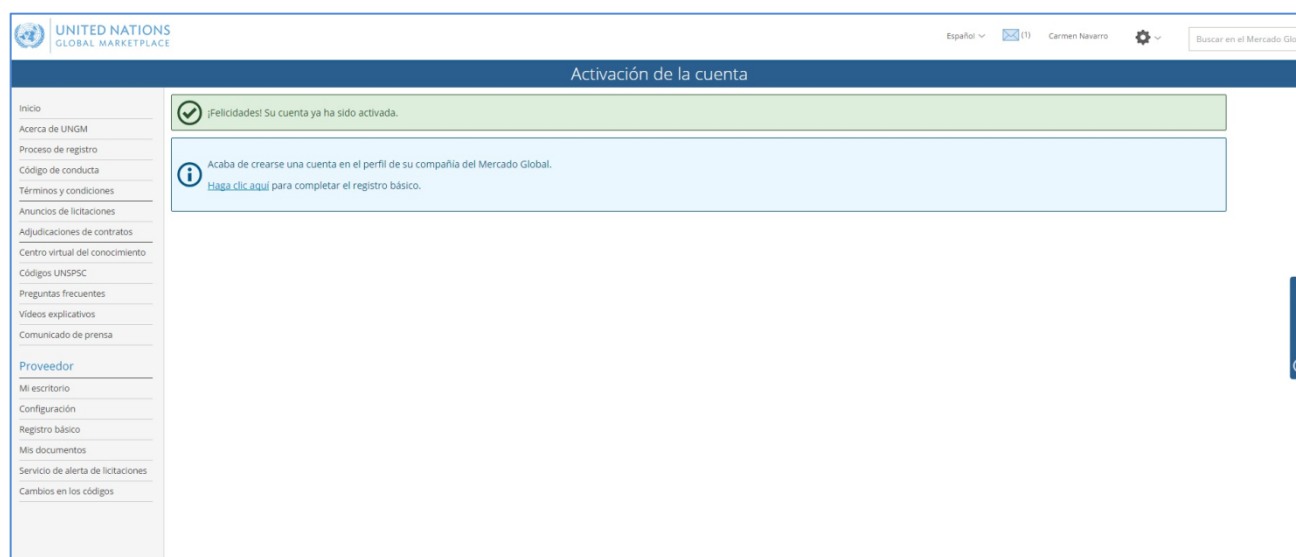 UNITED NATIONS
GLOBAL MARKETPLACE
Español
(1)
Carmen Navarro
Buscar en el Mercado Glo
Activación de la cuenta
Inicio
Acerca de UNGM
Proceso de registro
Código de conducta
Términos y condiciones
Anuncios de licitaciones
Adjudicaciones de contratos
Centro virtual del conocimiento
Códigos UNSPSC
Preguntas frecuentes
Vídeos explicativos
Comunicado de prensa
Proveedor
Mi escritorio
Configuración
Registro básico
Mis documentos
Servicio de alerta de licitaciones
Cambios en los códigos
¡Felicidades! Su cuenta ya ha sido activada.
Acaba de crearse una cuenta en el perfil de su compañía del Mercado Global.
Haga clic aquí para completar el registro básico.